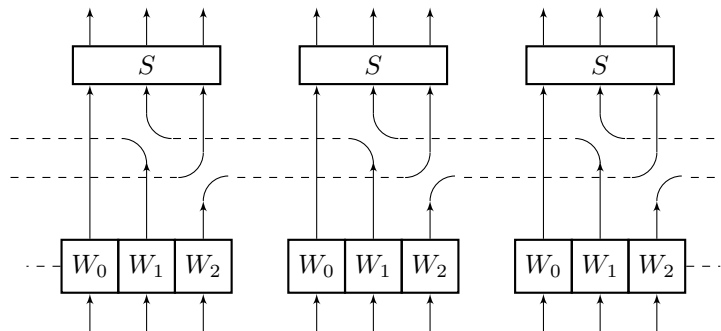 S S S
W₀ W₁ W₂ W₀ W₁ W₂ W₀ W₁ W₂